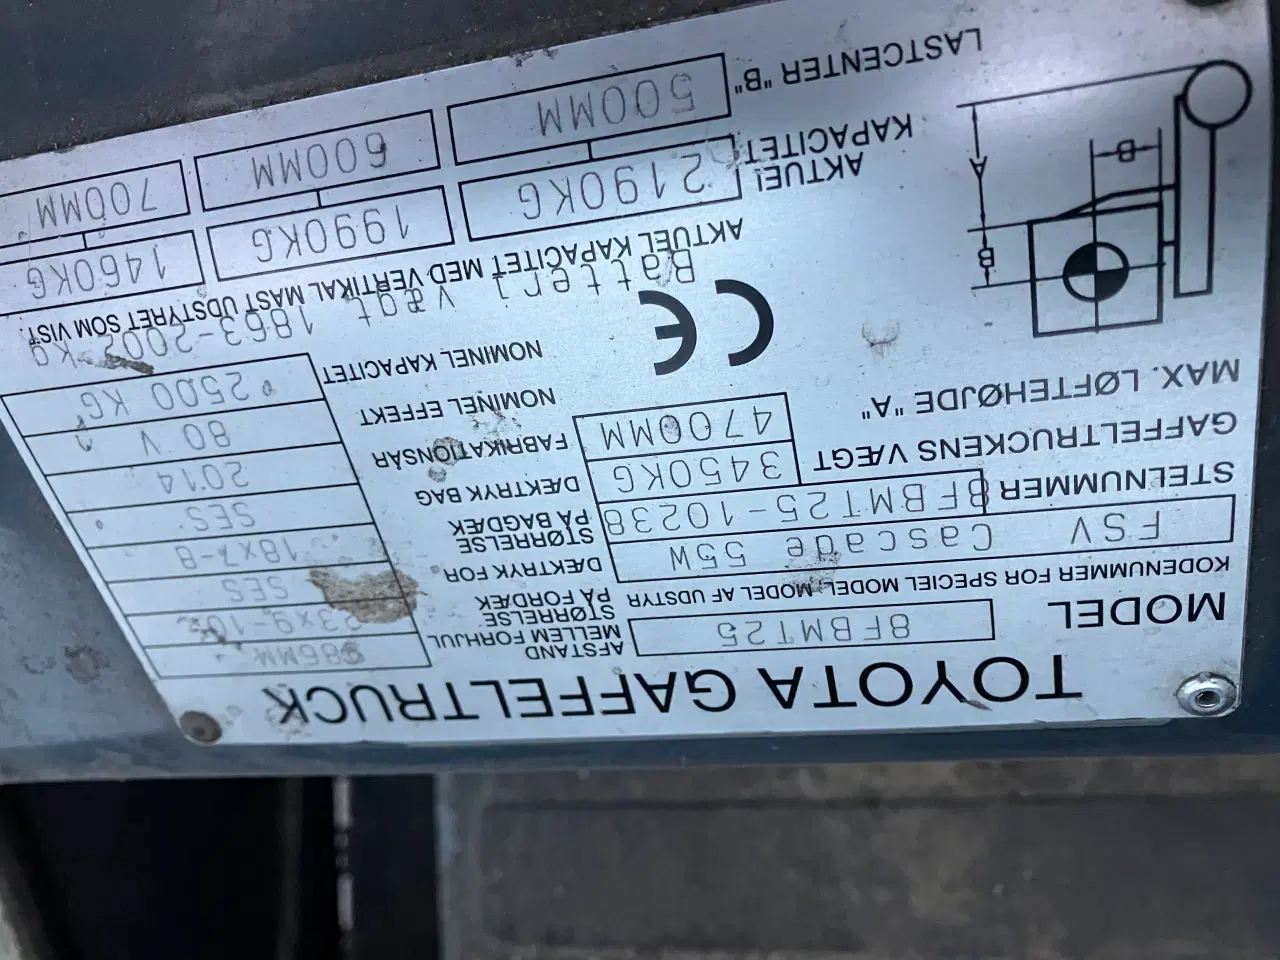 TOYOTA GAFFELTRUCK
MODEL 8FBMT25
KODENUMMER FOR SPECIEL MODEL, MODEL AF UDSTYR
FSV Cascade 55W
STELNUMMER 8FBMT25-10238
GAFFELTRUCKENS VÆGT 3450KG
MAX. LØFTEHØJDE "A" 4700MM
AFSTAND MELLEM FORHJUL 986MM
STØRRELSE PÅ FORDÆK 23x9-10
DÆKTRYK FOR SES
STØRRELSE PÅ BAGDÆK 18x7-8
DÆKTRYK BAG SES
FABRIKATIONSÅR 2014
NOMINEL EFFEKT 80 V
NOMINEL KAPACITET 2500 KG
CE
Batteri vægt 1863-2002 kg
AKTUEL KAPACITET MED VERTIKAL MAST UDSTYRET SOM VIST.
AKTUEL KAPACITET 2190KG 1990KG 1460KG
LASTCENTER "B" 500MM 600MM 700MM
B
A
B